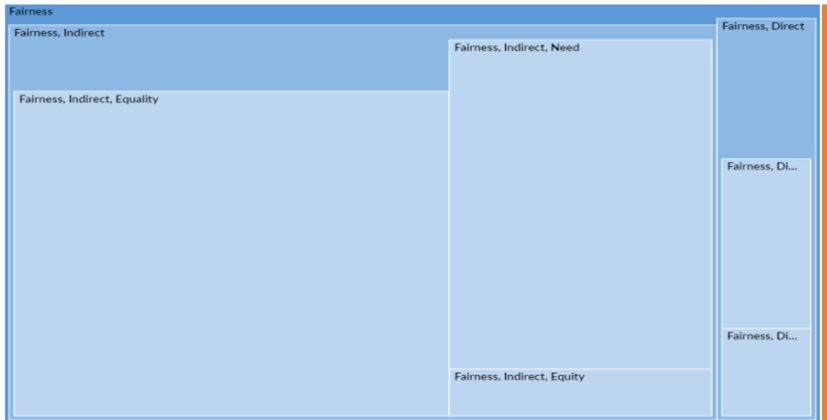 Fairness
Fairness, Indirect
Fairness, Direct
Fairness, Indirect, Need
Fairness, Indirect, Equality
Fairness, Di...
Fairness, Di...
Fairness, Indirect, Equity